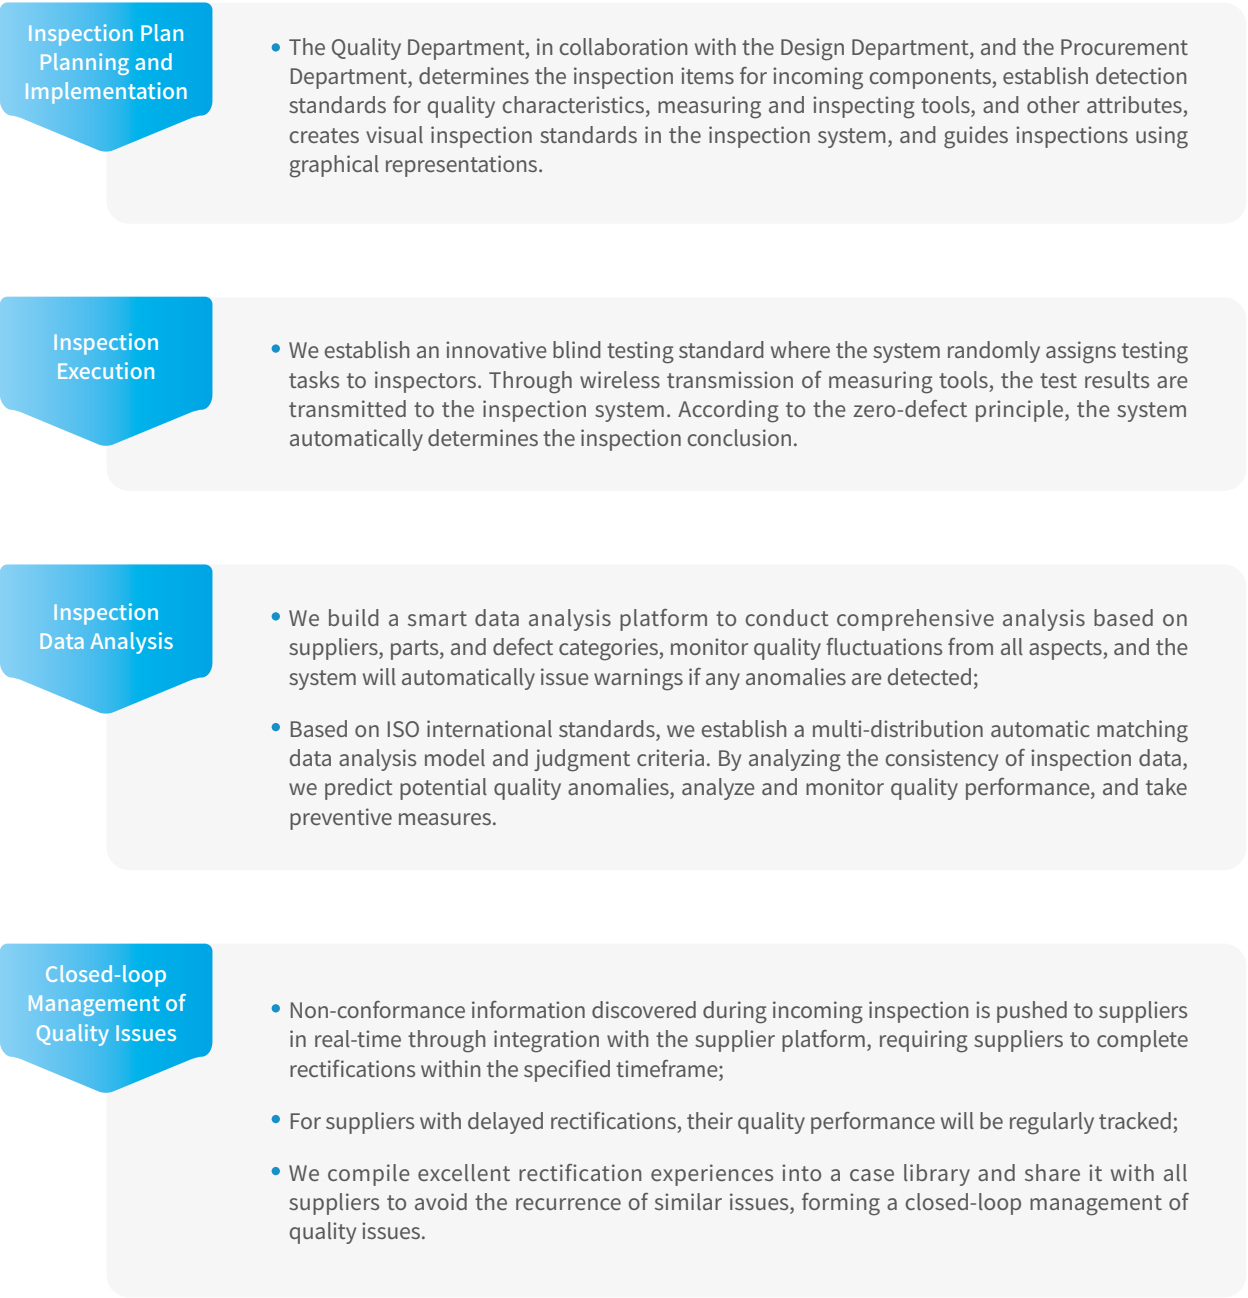 Inspection Plan
Planning and
Implementation
• The Quality Department, in collaboration with the Design Department, and the Procurement
Department, determines the inspection items for incoming components, establish detection
standards for quality characteristics, measuring and inspecting tools, and other attributes,
creates visual inspection standards in the inspection system, and guides inspections using
graphical representations.
Inspection
Execution
• We establish an innovative blind testing standard where the system randomly assigns testing
tasks to inspectors. Through wireless transmission of measuring tools, the test results are
transmitted to the inspection system. According to the zero-defect principle, the system
automatically determines the inspection conclusion.
Inspection
Data Analysis
• We build a smart data analysis platform to conduct comprehensive analysis based on
suppliers, parts, and defect categories, monitor quality fluctuations from all aspects, and the
system will automatically issue warnings if any anomalies are detected;
• Based on ISO international standards, we establish a multi-distribution automatic matching
data analysis model and judgment criteria. By analyzing the consistency of inspection data,
we predict potential quality anomalies, analyze and monitor quality performance, and take
preventive measures.
Closed-loop
Management of
Quality Issues
• Non-conformance information discovered during incoming inspection is pushed to suppliers
in real-time through integration with the supplier platform, requiring suppliers to complete
rectifications within the specified timeframe;
• For suppliers with delayed rectifications, their quality performance will be regularly tracked;
• We compile excellent rectification experiences into a case library and share it with all
suppliers to avoid the recurrence of similar issues, forming a closed-loop management of
quality issues.